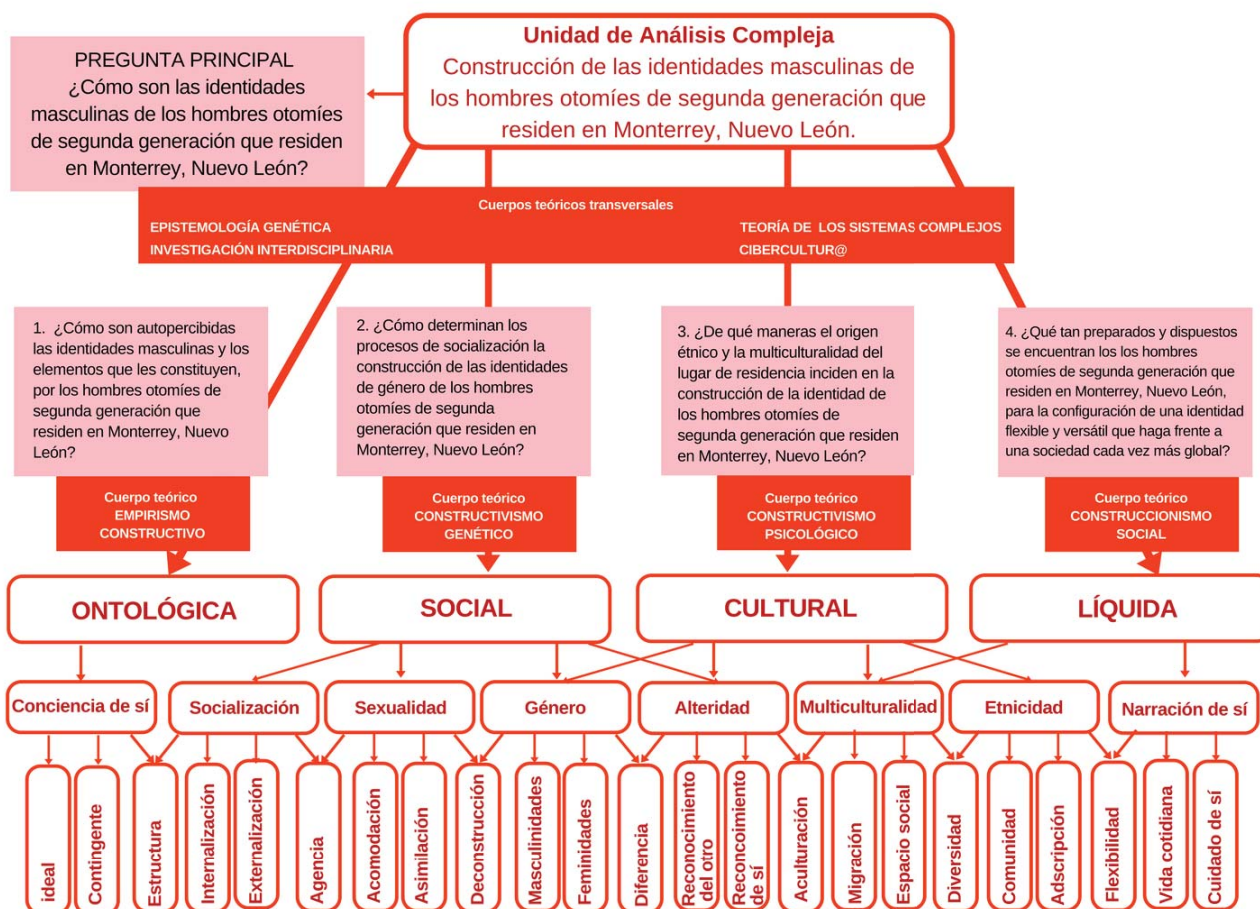 Unidad de Análisis Compleja
Construcción de las identidades masculinas de
los hombres otomíes de segunda generación que
residen en Monterrey, Nuevo León.
PREGUNTA PRINCIPAL
¿Cómo son las identidades
masculinas de los hombres otomíes
de segunda generación que residen
en Monterrey, Nuevo León?
Cuerpos teóricos transversales
EPISTEMOLOGÍA GENÉTICA
INVESTIGACIÓN INTERDISCIPLINARIA
TEORÍA DE LOS SISTEMAS COMPLEJOS
CIBERCULTUR@
1. ¿Cómo son autopercibidas
las identidades masculinas y los
elementos que les constituyen,
por los hombres otomíes de
segunda generación que
residen en Monterrey, Nuevo
León?
2. ¿Cómo determinan los
procesos de socialización la
construcción de las identidades
de género de los hombres
otomíes de segunda
generación que residen en
Monterrey, Nuevo León?
3. ¿De qué maneras el origen
étnico y la multiculturalidad del
lugar de residencia inciden en la
construcción de la identidad de
los hombres otomíes de
segunda generación que residen
en Monterrey, Nuevo León?
4. ¿Qué tan preparados y dispuestos
se encuentran los los hombres
otomíes de segunda generación que
residen en Monterrey, Nuevo León,
para la configuración de una identidad
flexible y versátil que haga frente a
una sociedad cada vez más global?
Cuerpo teórico
EMPIRISMO
CONSTRUCTIVO
Cuerpo teórico
CONSTRUCTIVISMO
GENÉTICO
Cuerpo teórico
CONSTRUCTIVISMO
PSICOLÓGICO
Cuerpo teórico
CONSTRUCCIONISMO
SOCIAL
ONTOLÓGICA
SOCIAL
CULTURAL
LÍQUIDA
Conciencia de sí
Socialización
Sexualidad
Género
Alteridad
Multiculturalidad
Etnicidad
Narración de sí
ideal
Contingente
Estructura
Internalización
Externalización
Agencia
Acomodación
Asimilación
Deconstrucción
Masculinidades
Feminidades
Diferencia
Reconocimiento
del otro
Reconcoimiento
de sí
Aculturación
Migración
Espacio social
Diversidad
Comunidad
Adscripción
Flexibilidad
Vida cotidiana
Cuidado de sí